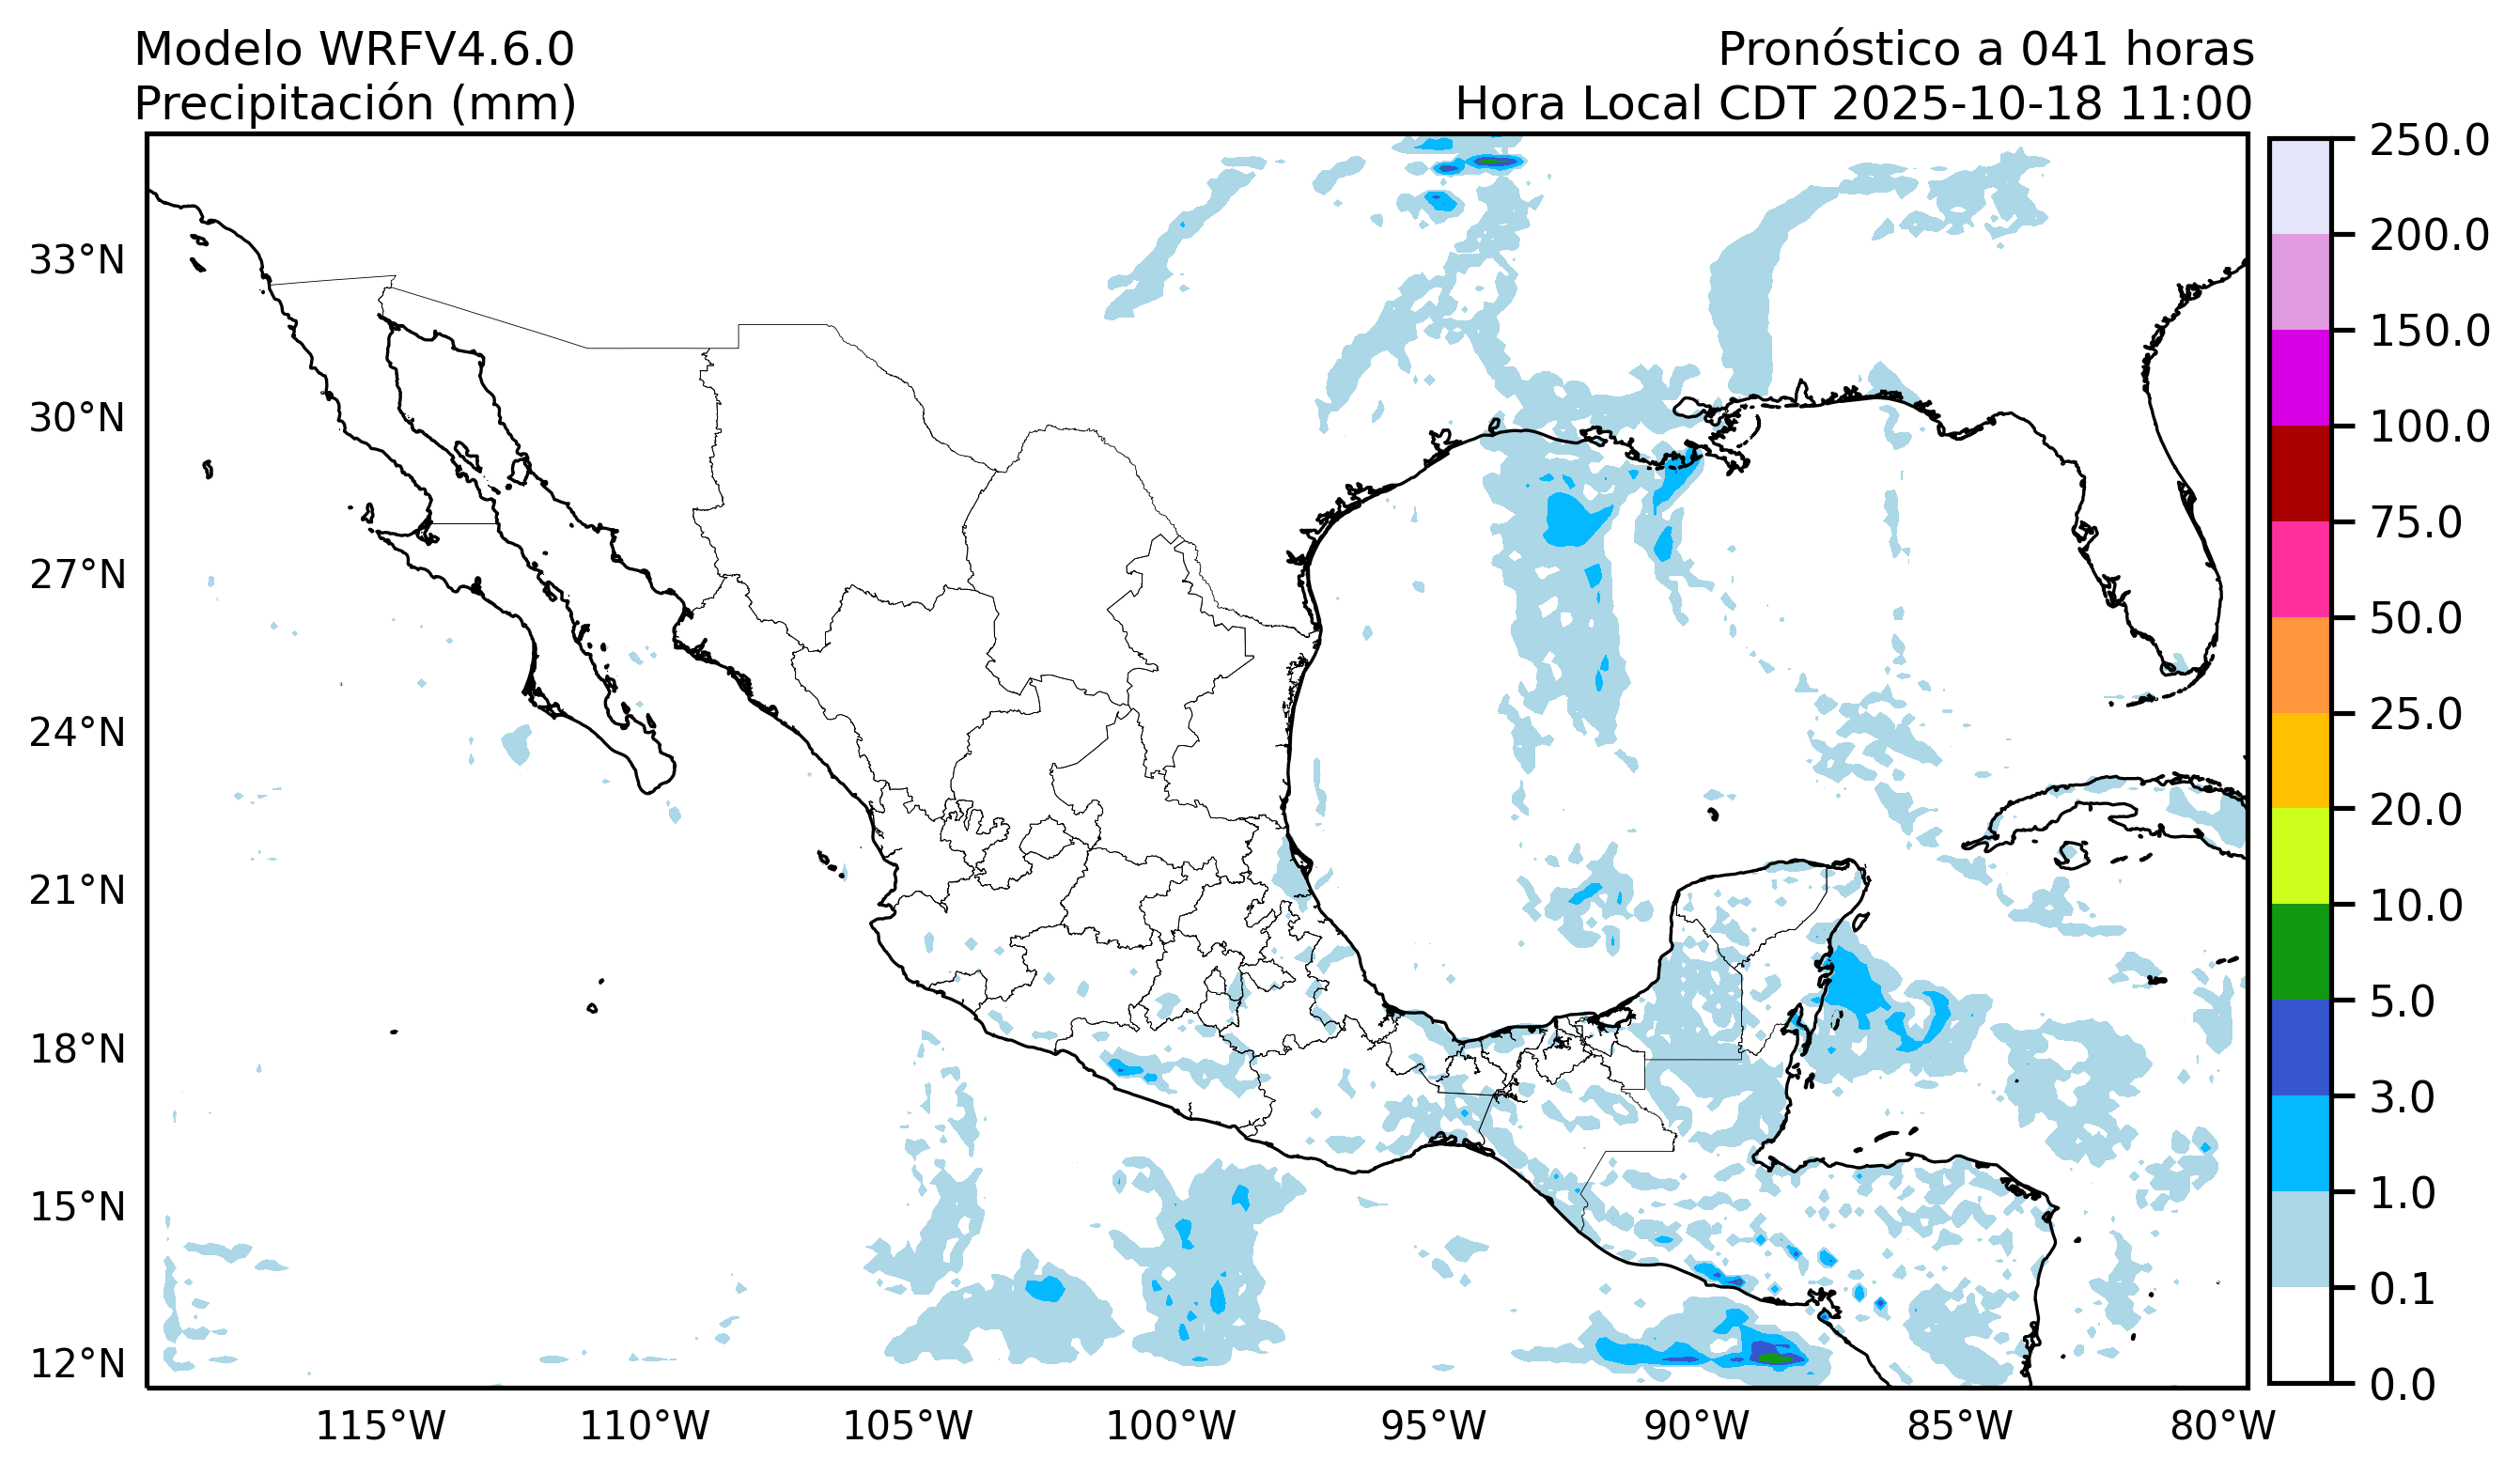 Modelo WRFV4.6.0
Precipitación (mm)
Pronóstico a 041 horas
Hora Local CDT 2025-10-18 11:00
33°N
30°N
27°N
24°N
21°N
18°N
15°N
12°N
115°W
110°W
105°W
100°W
95°W
90°W
85°W
80°W
250.0
200.0
150.0
100.0
75.0
50.0
25.0
20.0
10.0
5.0
3.0
1.0
0.1
0.0